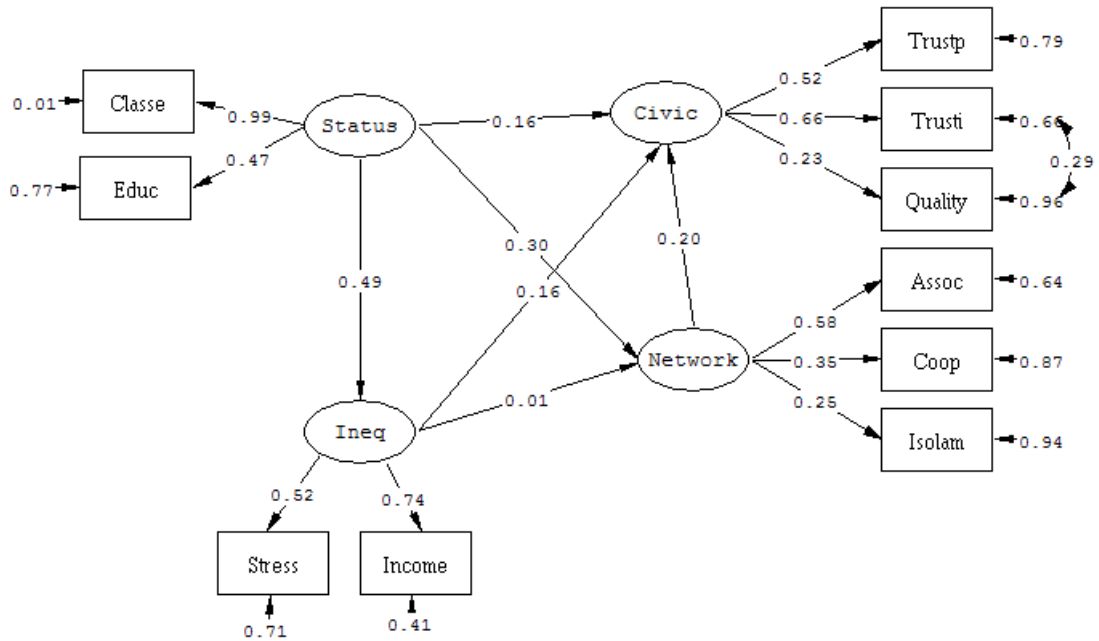 Trustp 0.79
0.52
0.01 Classe 0.99 Status 0.16 Civic 0.66 Trusti 0.66
0.29
0.47 0.23
0.77 Educ Quality 0.96
0.30 0.20
0.49 0.16 Assoc 0.64
0.58
Network 0.35 Coop 0.87
0.01 0.25
Ineq Isolam 0.94
0.52 0.74
Stress Income
0.71 0.41